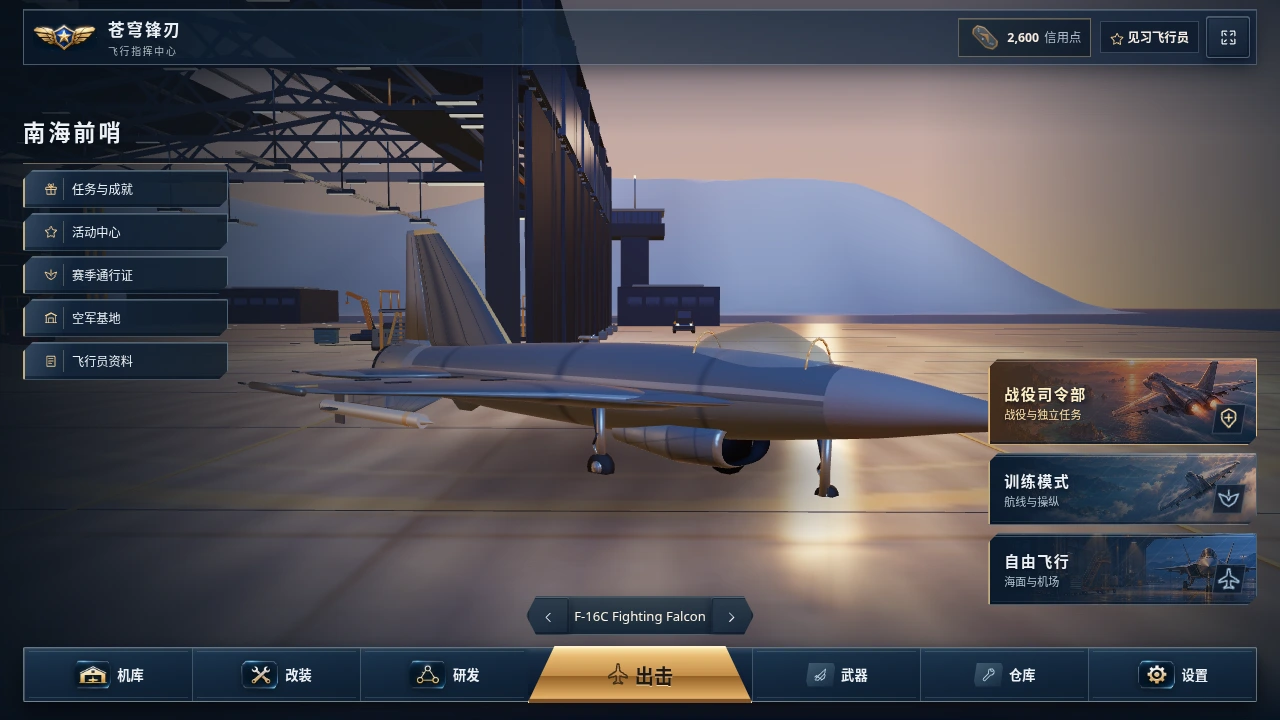 苍穹锋刃
飞行指挥中心
2,600 信用点
见习飞行员
南海前哨
任务与成就
活动中心
赛季通行证
空军基地
飞行员资料
战役司令部
战役与独立任务
训练模式
航线与操纵
自由飞行
海面与机场
F-16C Fighting Falcon
机库
改装
研发
出击
武器
仓库
设置